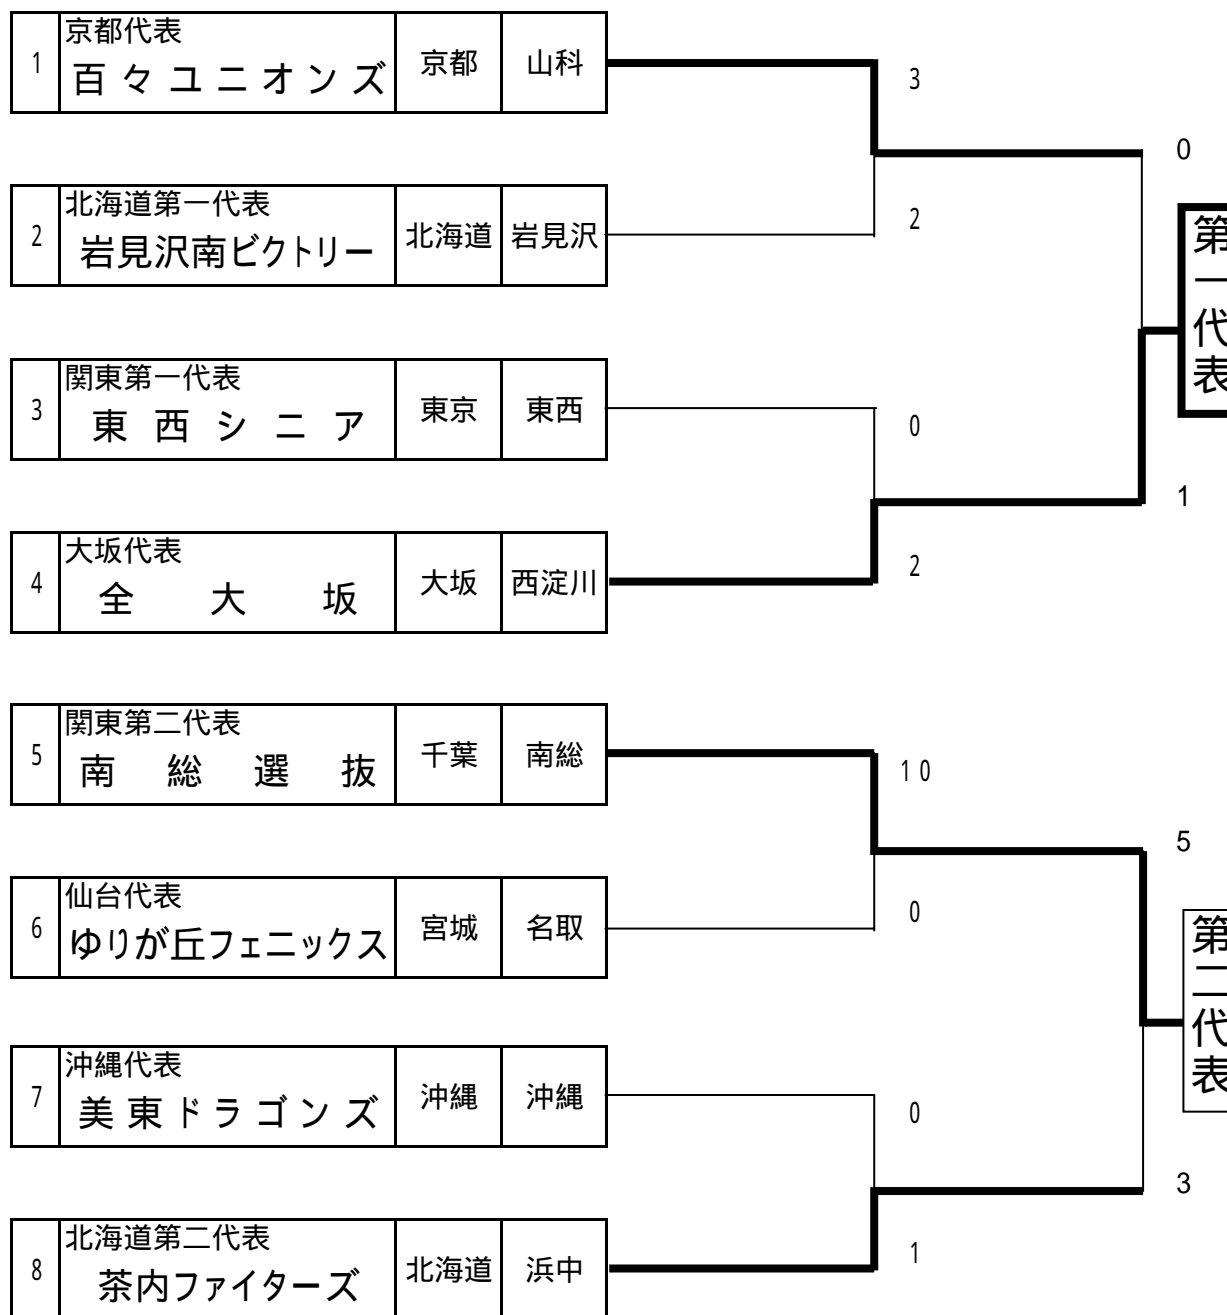 1
京都代表
百々ユニオンズ
京都
山科
3
0
2
北海道第一代表
岩見沢南ビクトリー
北海道
岩見沢
2
第一代表
3
関東第一代表
東西シニア
東京
東西
0
1
4
大坂代表
全大坂
大坂
西淀川
2
5
関東第二代表
南総選抜
千葉
南総
10
5
6
仙台代表
ゆりが丘フェニックス
宮城
名取
0
第二代表
7
沖縄代表
美東ドラゴンズ
沖縄
沖縄
0
3
8
北海道第二代表
茶内ファイターズ
北海道
浜中
1